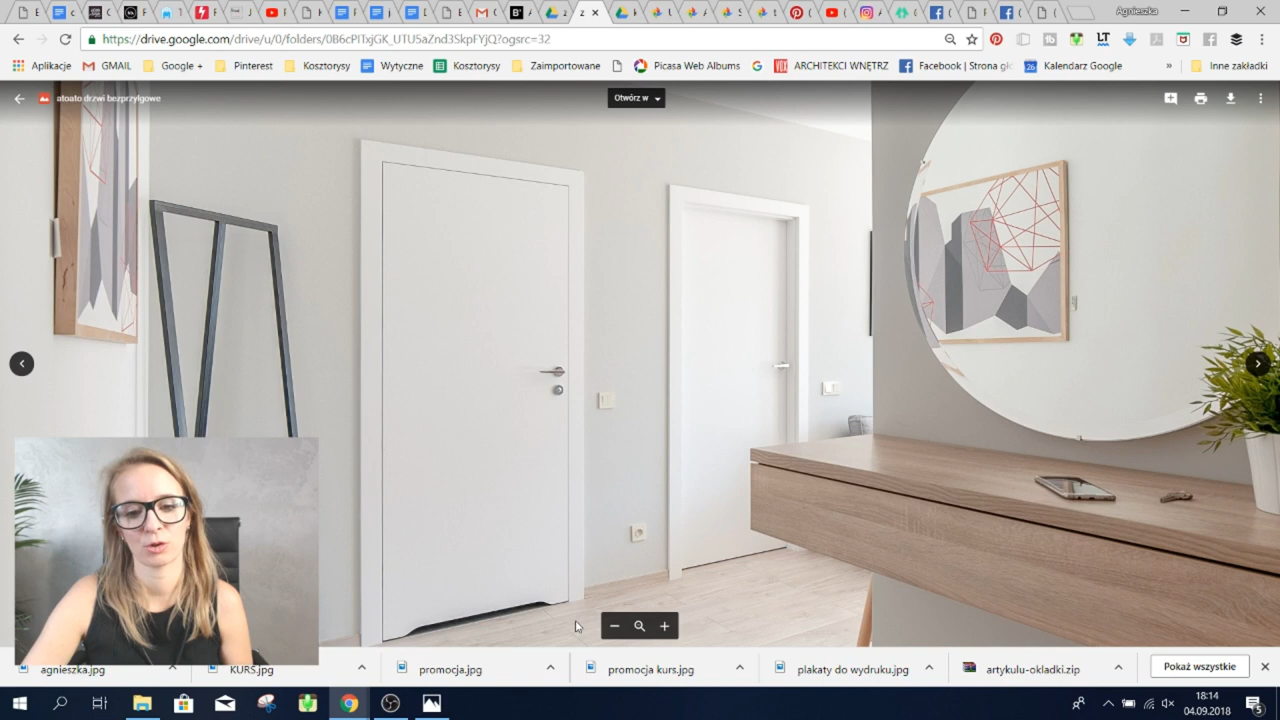 Agnieszka
https://drive.google.com/drive/u/0/folders/0B6cPITxjGK_UTU5aZnd3SkpFYjQ?ogsrc=32
Aplikacje GMAIL Google + Pinterest Kosztorysy Wytyczne Kosztorysy Zaimportowane Picasa Web Albums ARCHITEKCI WNĘTRZ Facebook | Strona gł Kalendarz Google » Inne zakładki
atoato drzwi bezprzylgowe Otwórz w
agnieszka.jpg KURS.jpg promocja.jpg promocja kurs.jpg plakaty do wydruku.jpg artykulu-okladki.zip Pokaż wszystkie
18:14
04.09.2018
5